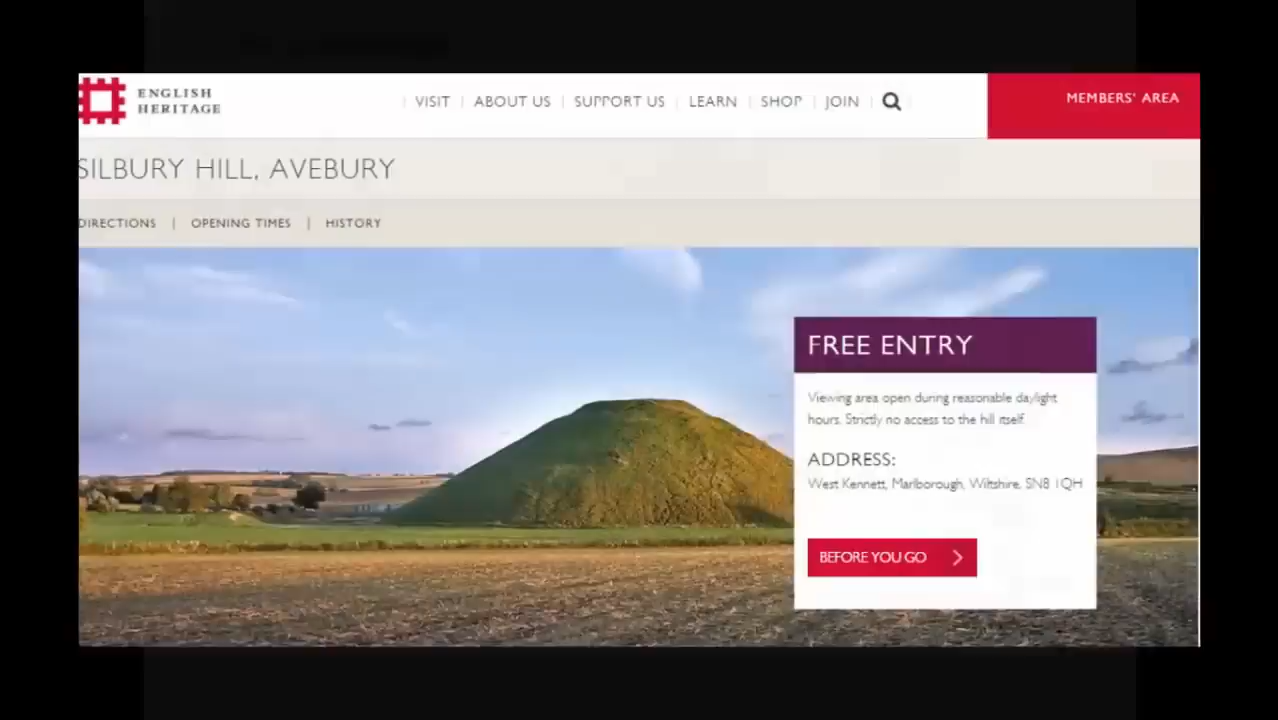 ENGLISH
HERITAGE
VISIT | ABOUT US | SUPPORT US | LEARN | SHOP | JOIN
MEMBERS' AREA
SILBURY HILL, AVEBURY
DIRECTIONS | OPENING TIMES | HISTORY
FREE ENTRY
Viewing area open during reasonable daylight
hours. Strictly no access to the hill itself.
ADDRESS:
West Kennett, Marlborough, Wiltshire, SN8 1QH
BEFORE YOU GO